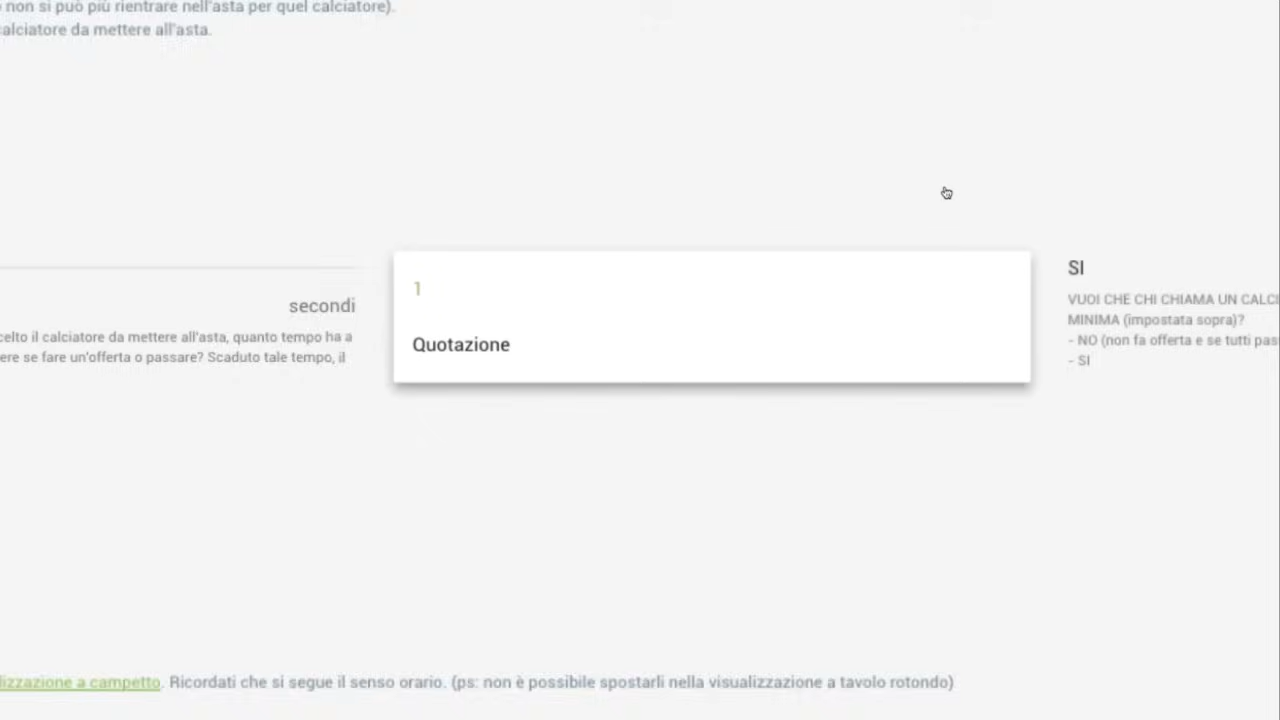 non si può più rientrare nell'asta per quel calciatore).
calciatore da mettere all'asta.
secondi
celto il calciatore da mettere all'asta, quanto tempo ha a
ere se fare un'offerta o passare? Scaduto tale tempo, il
1
Quotazione
SI
VUOI CHE CHI CHIAMA UN CALCI
MINIMA (impostata sopra)?
- NO (non fa offerta e se tutti pas
- SI
lizzazione a campetto. Ricordati che si segue il senso orario. (ps: non è possibile spostarli nella visualizzazione a tavolo rotondo)